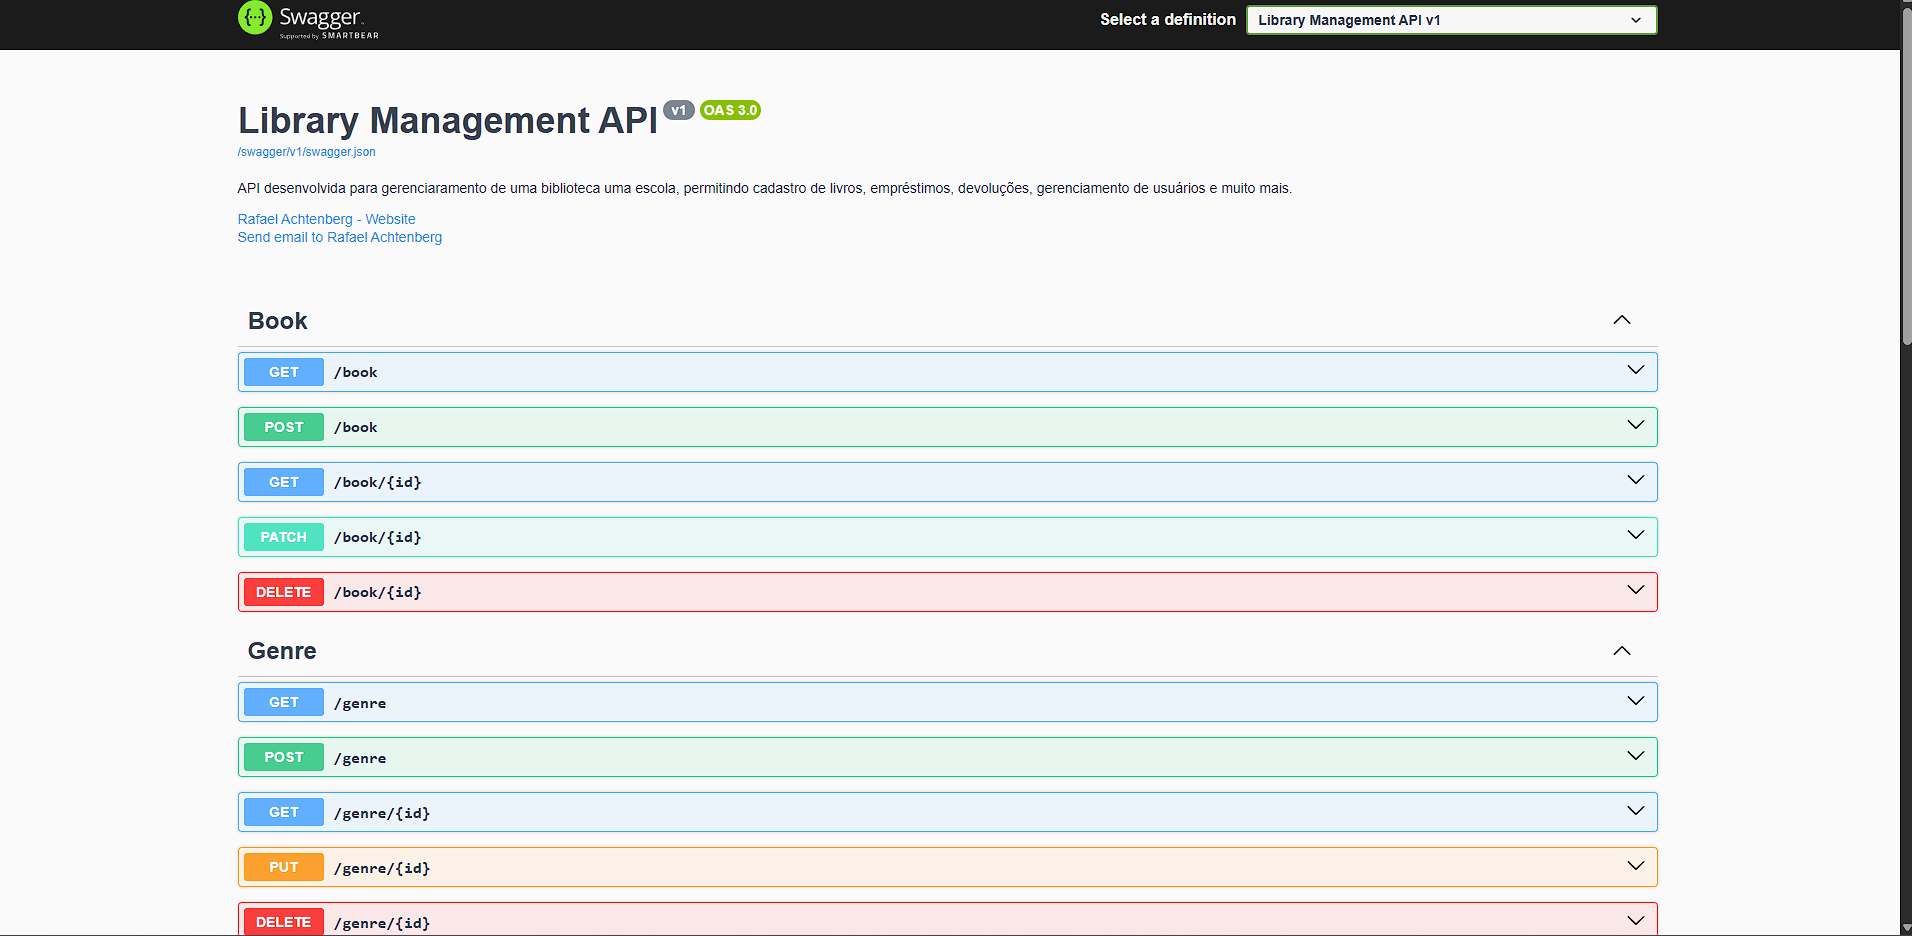 Swagger
Supported by SMARTBEAR
Select a definition
Library Management API v1
Library Management API v1 OAS 3.0
/swagger/v1/swagger.json
API desenvolvida para gerenciaramento de uma biblioteca uma escola, permitindo cadastro de livros, empréstimos, devoluções, gerenciamento de usuários e muito mais.
Rafael Achtenberg - Website
Send email to Rafael Achtenberg
Book
GET /book
POST /book
GET /book/{id}
PATCH /book/{id}
DELETE /book/{id}
Genre
GET /genre
POST /genre
GET /genre/{id}
PUT /genre/{id}
DELETE /genre/{id}